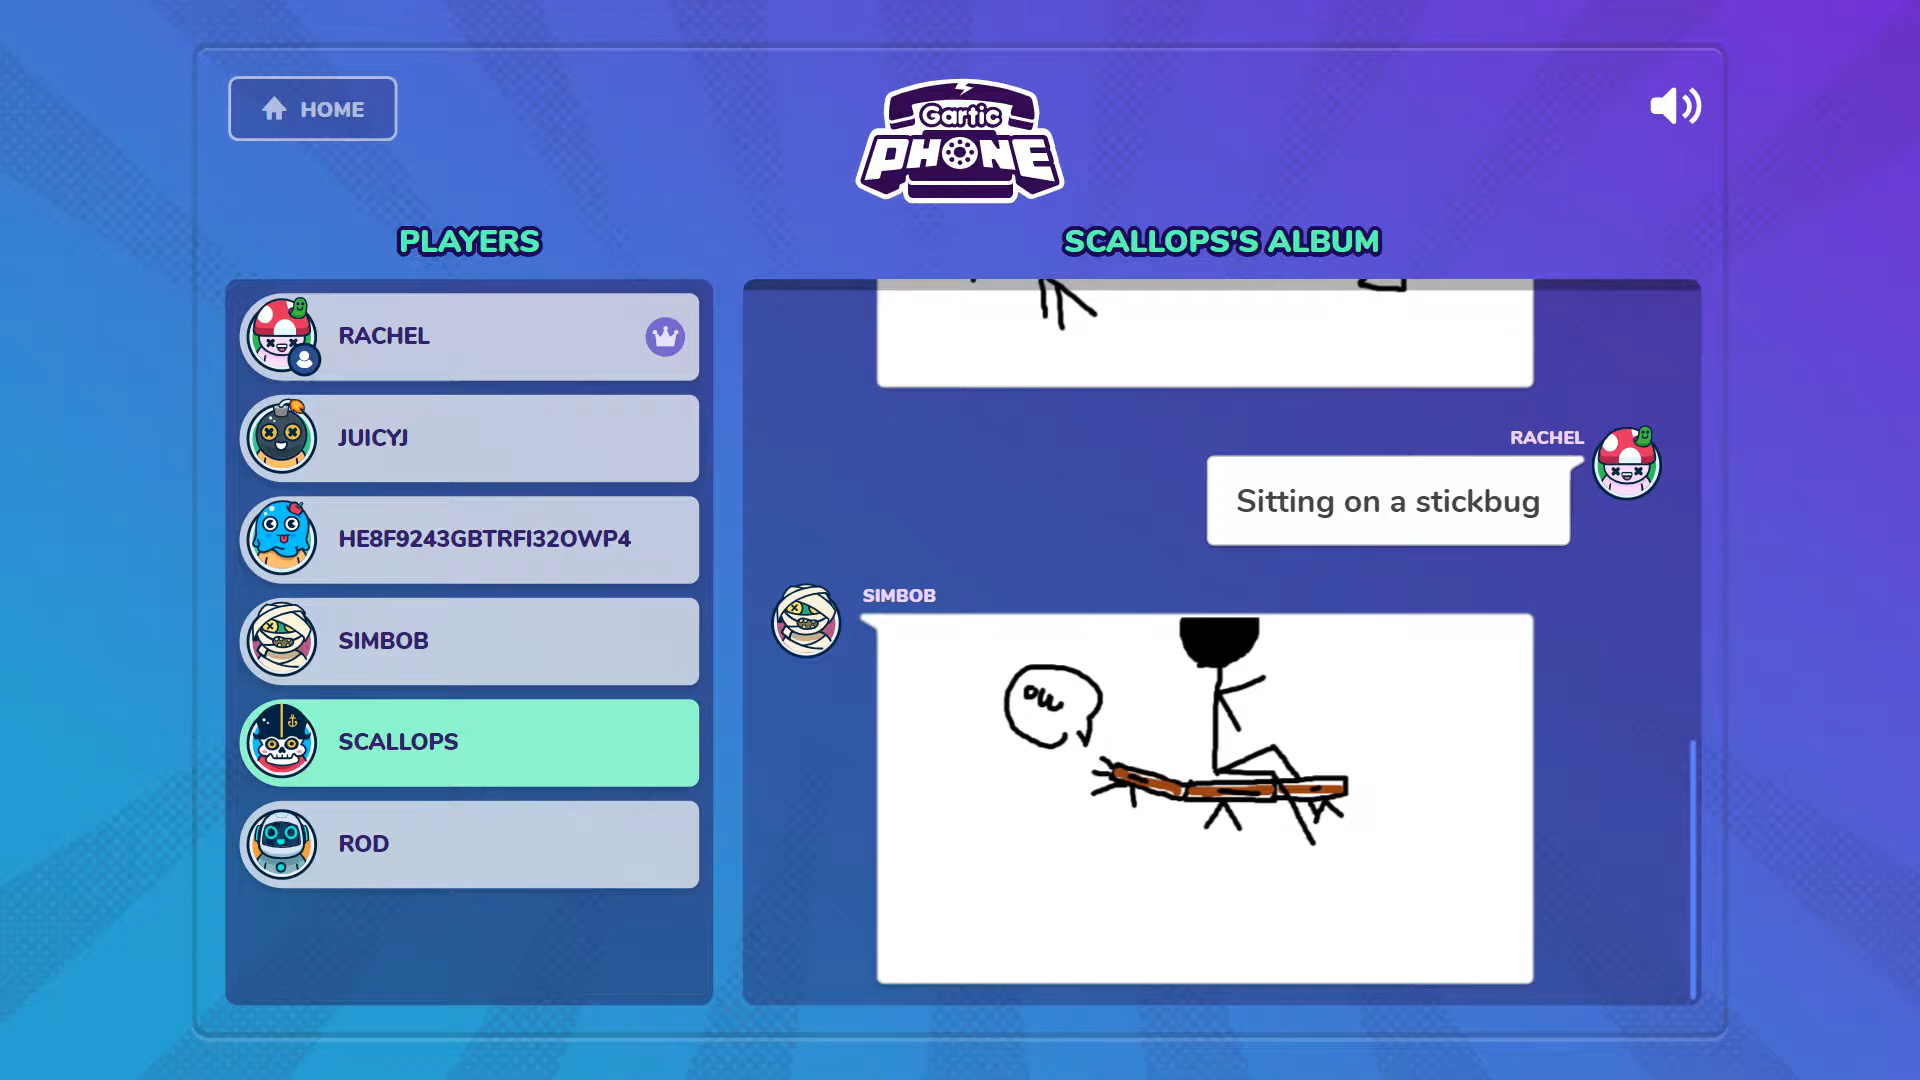 HOME
Gartic
PHONE
PLAYERS
SCALLOPS'S ALBUM
RACHEL
JUICYJ
HE8F9243GBTRFI32OWP4
SIMBOB
SCALLOPS
ROD
RACHEL
Sitting on a stickbug
SIMBOB
OW